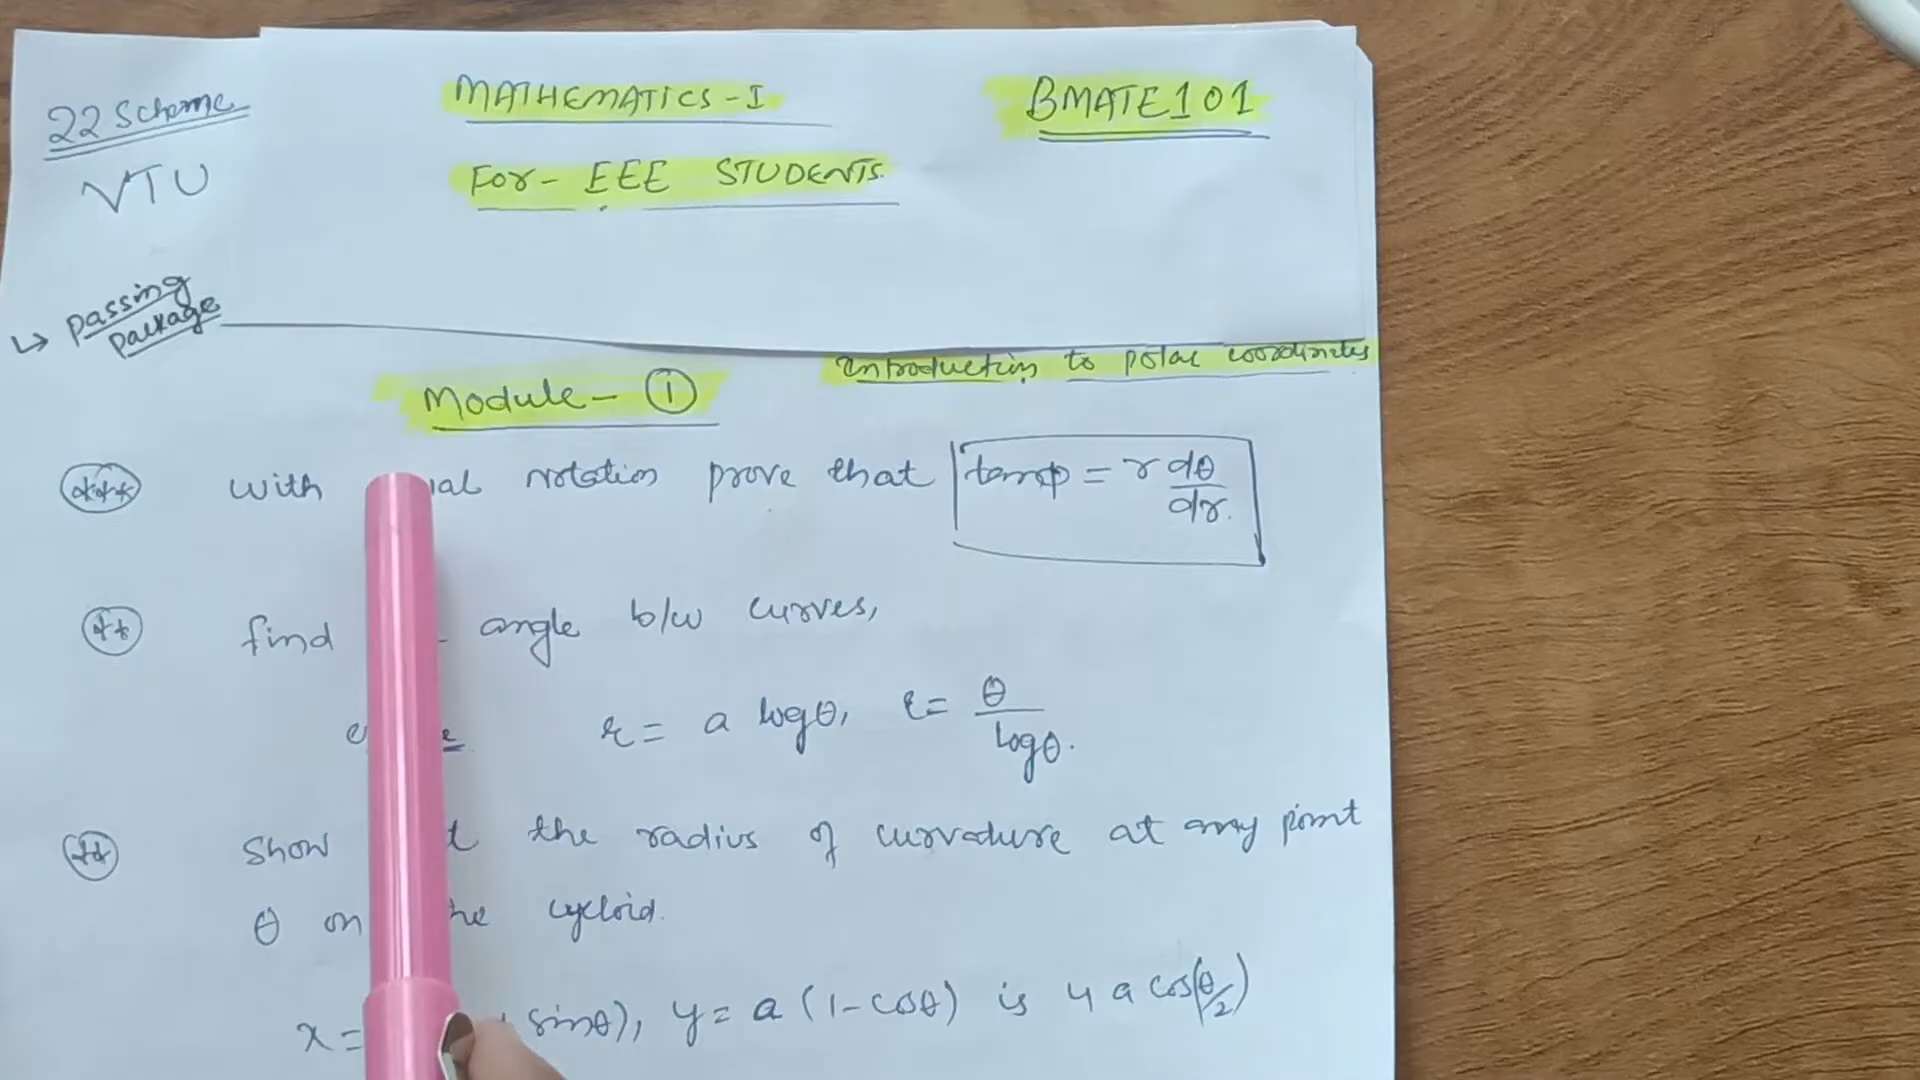 22 Scheme
VTU
MATHEMATICS-I
BMATE101
For- EEE STUDENTS.
↳ passing
package
Introduction to polar coordinates
Module- ①
*** with ual notation prove that tanφ = r dθ/dr.
** find angle b/w curves,
r = a logθ, r = θ/logθ.
** Show t the radius of curvature at any point
θ on he cycloid.
x= sinθ), y= a (1-cosθ) is 4 a cos(θ/2)